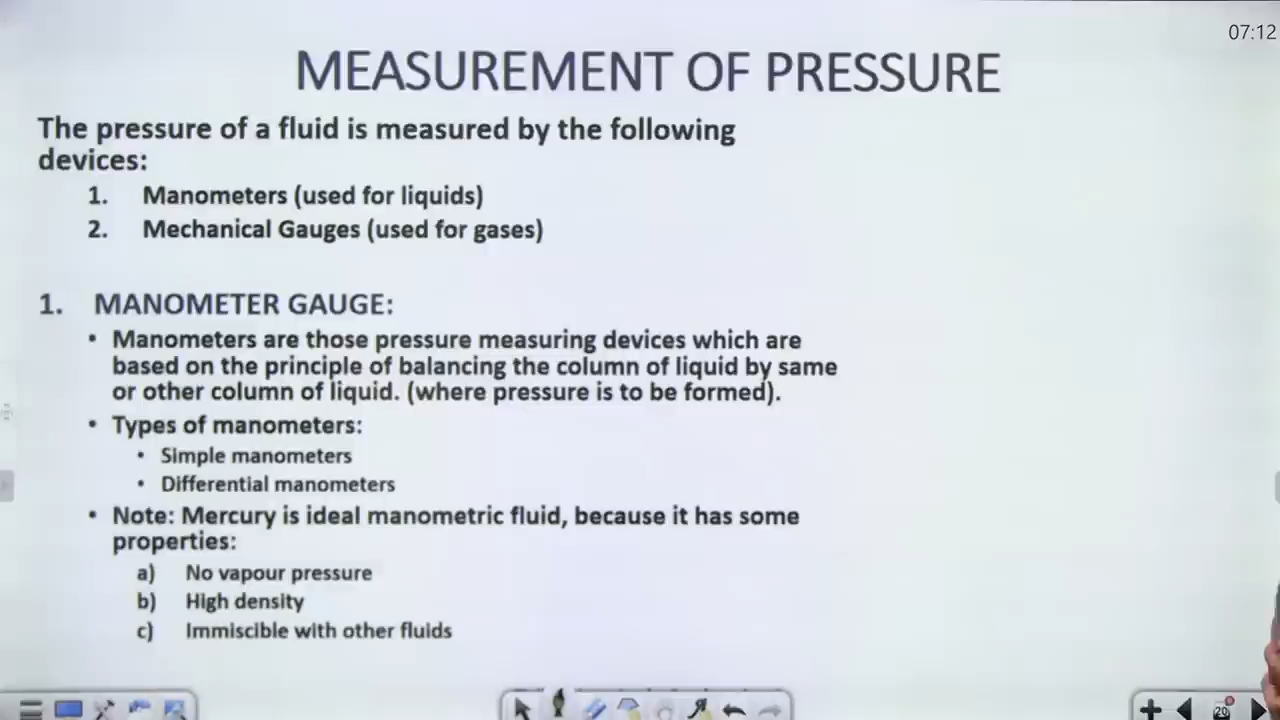 07:12
MEASUREMENT OF PRESSURE
The pressure of a fluid is measured by the following
devices:
1. Manometers (used for liquids)
2. Mechanical Gauges (used for gases)
1. MANOMETER GAUGE:
• Manometers are those pressure measuring devices which are
based on the principle of balancing the column of liquid by same
or other column of liquid. (where pressure is to be formed).
• Types of manometers:
• Simple manometers
• Differential manometers
• Note: Mercury is ideal manometric fluid, because it has some
properties:
a) No vapour pressure
b) High density
c) Immiscible with other fluids
20